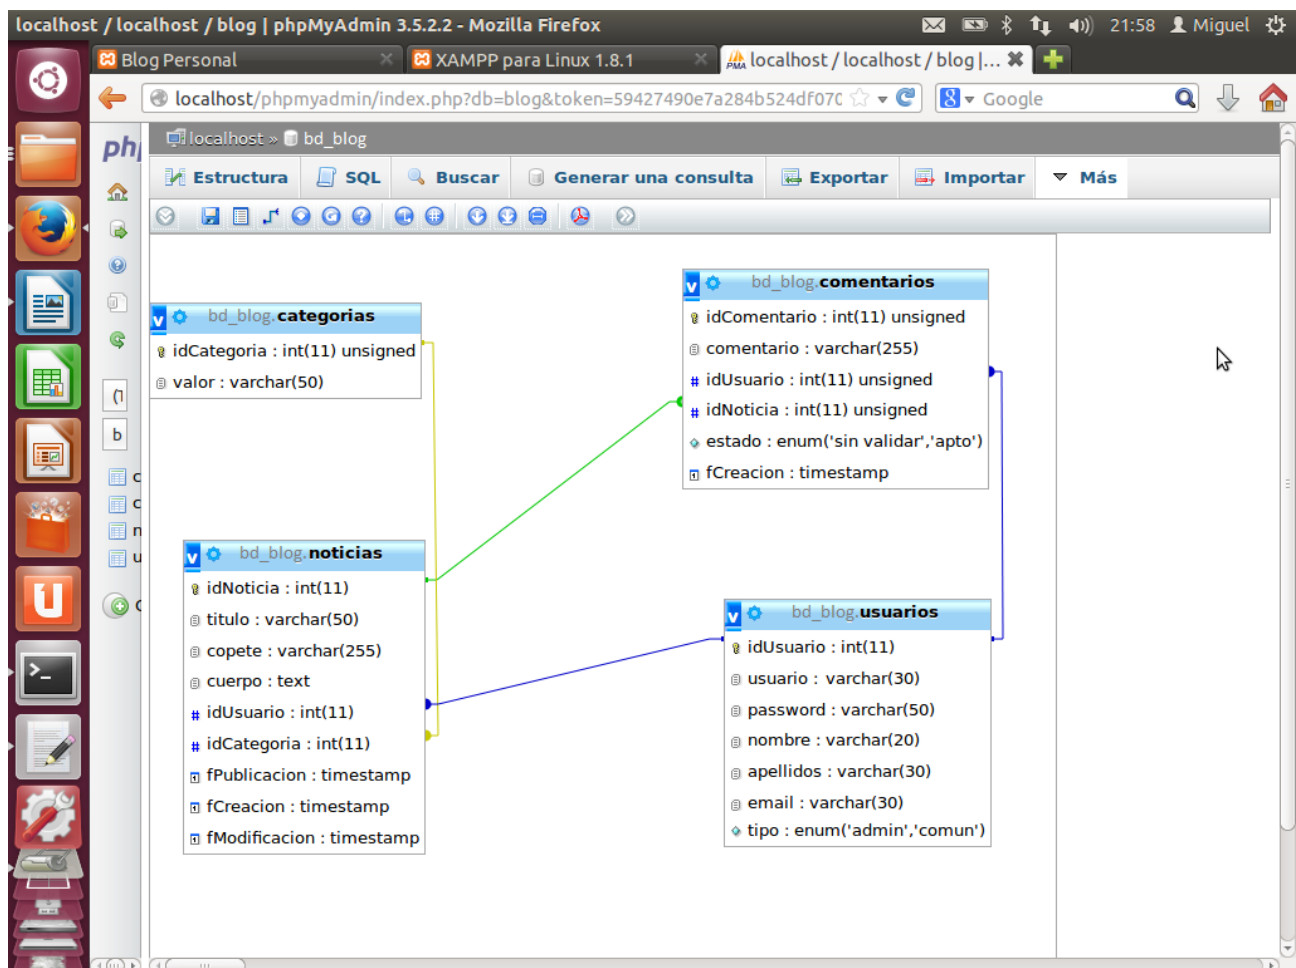 localhost / localhost / blog | phpMyAdmin 3.5.2.2 - Mozilla Firefox
21:58 Miguel
Blog Personal
XAMPP para Linux 1.8.1
localhost / localhost / blog |...
localhost/phpmyadmin/index.php?db=blog&token=59427490e7a284b524df070
Google
localhost » bd_blog
Estructura SQL Buscar Generar una consulta Exportar Importar Más
bd_blog.categorias
idCategoria : int(11) unsigned
valor : varchar(50)
bd_blog.comentarios
idComentario : int(11) unsigned
comentario : varchar(255)
idUsuario : int(11) unsigned
idNoticia : int(11) unsigned
estado : enum('sin validar','apto')
fCreacion : timestamp
bd_blog.noticias
idNoticia : int(11)
titulo : varchar(50)
copete : varchar(255)
cuerpo : text
idUsuario : int(11)
idCategoria : int(11)
fPublicacion : timestamp
fCreacion : timestamp
fModificacion : timestamp
bd_blog.usuarios
idUsuario : int(11)
usuario : varchar(30)
password : varchar(50)
nombre : varchar(20)
apellidos : varchar(30)
email : varchar(30)
tipo : enum('admin','comun')